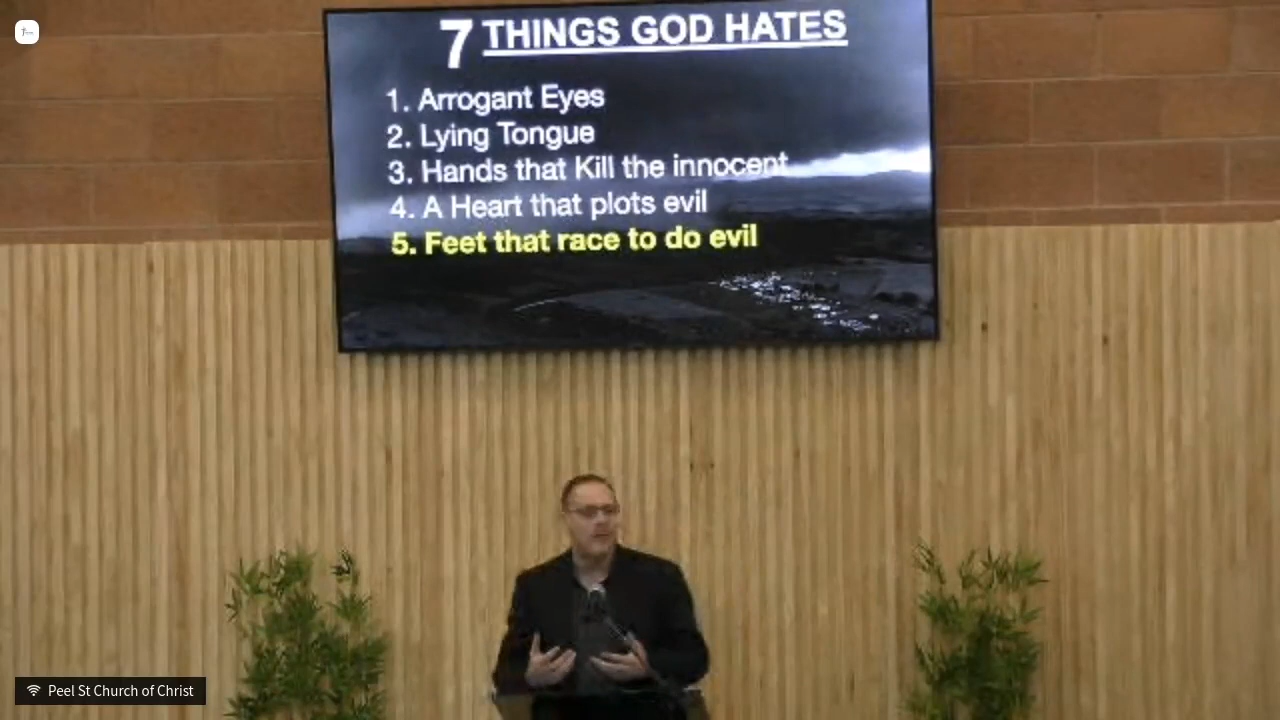 7 THINGS GOD HATES
1. Arrogant Eyes
2. Lying Tongue
3. Hands that Kill the innocent
4. A Heart that plots evil
5. Feet that race to do evil
Peel St Church of Christ